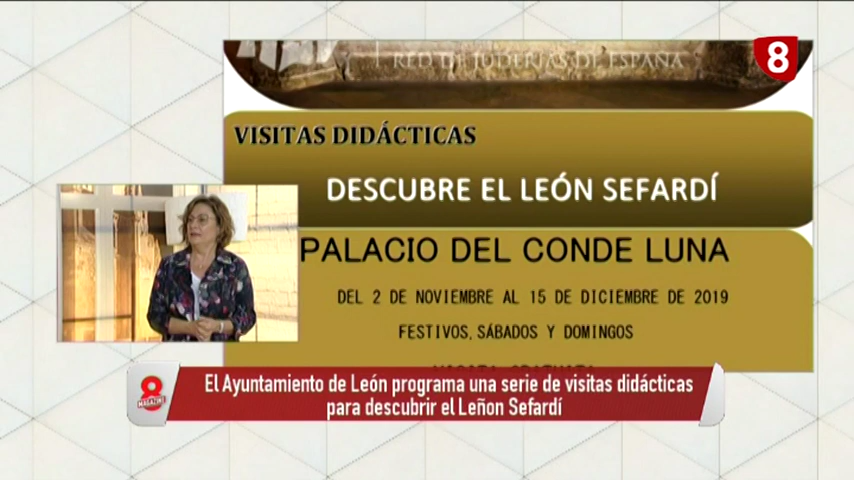 8
RED DE JUDERÍAS DE ESPAÑA
VISITAS DIDÁCTICAS
DESCUBRE EL LEÓN SEFARDÍ
PALACIO DEL CONDE LUNA
DEL 2 DE NOVIEMBRE AL 15 DE DICIEMBRE DE 2019
FESTIVOS, SÁBADOS Y DOMINGOS
8
MAGAZINE
El Ayuntamiento de León programa una serie de visitas didácticas
para descubrir el Leñon Sefardí